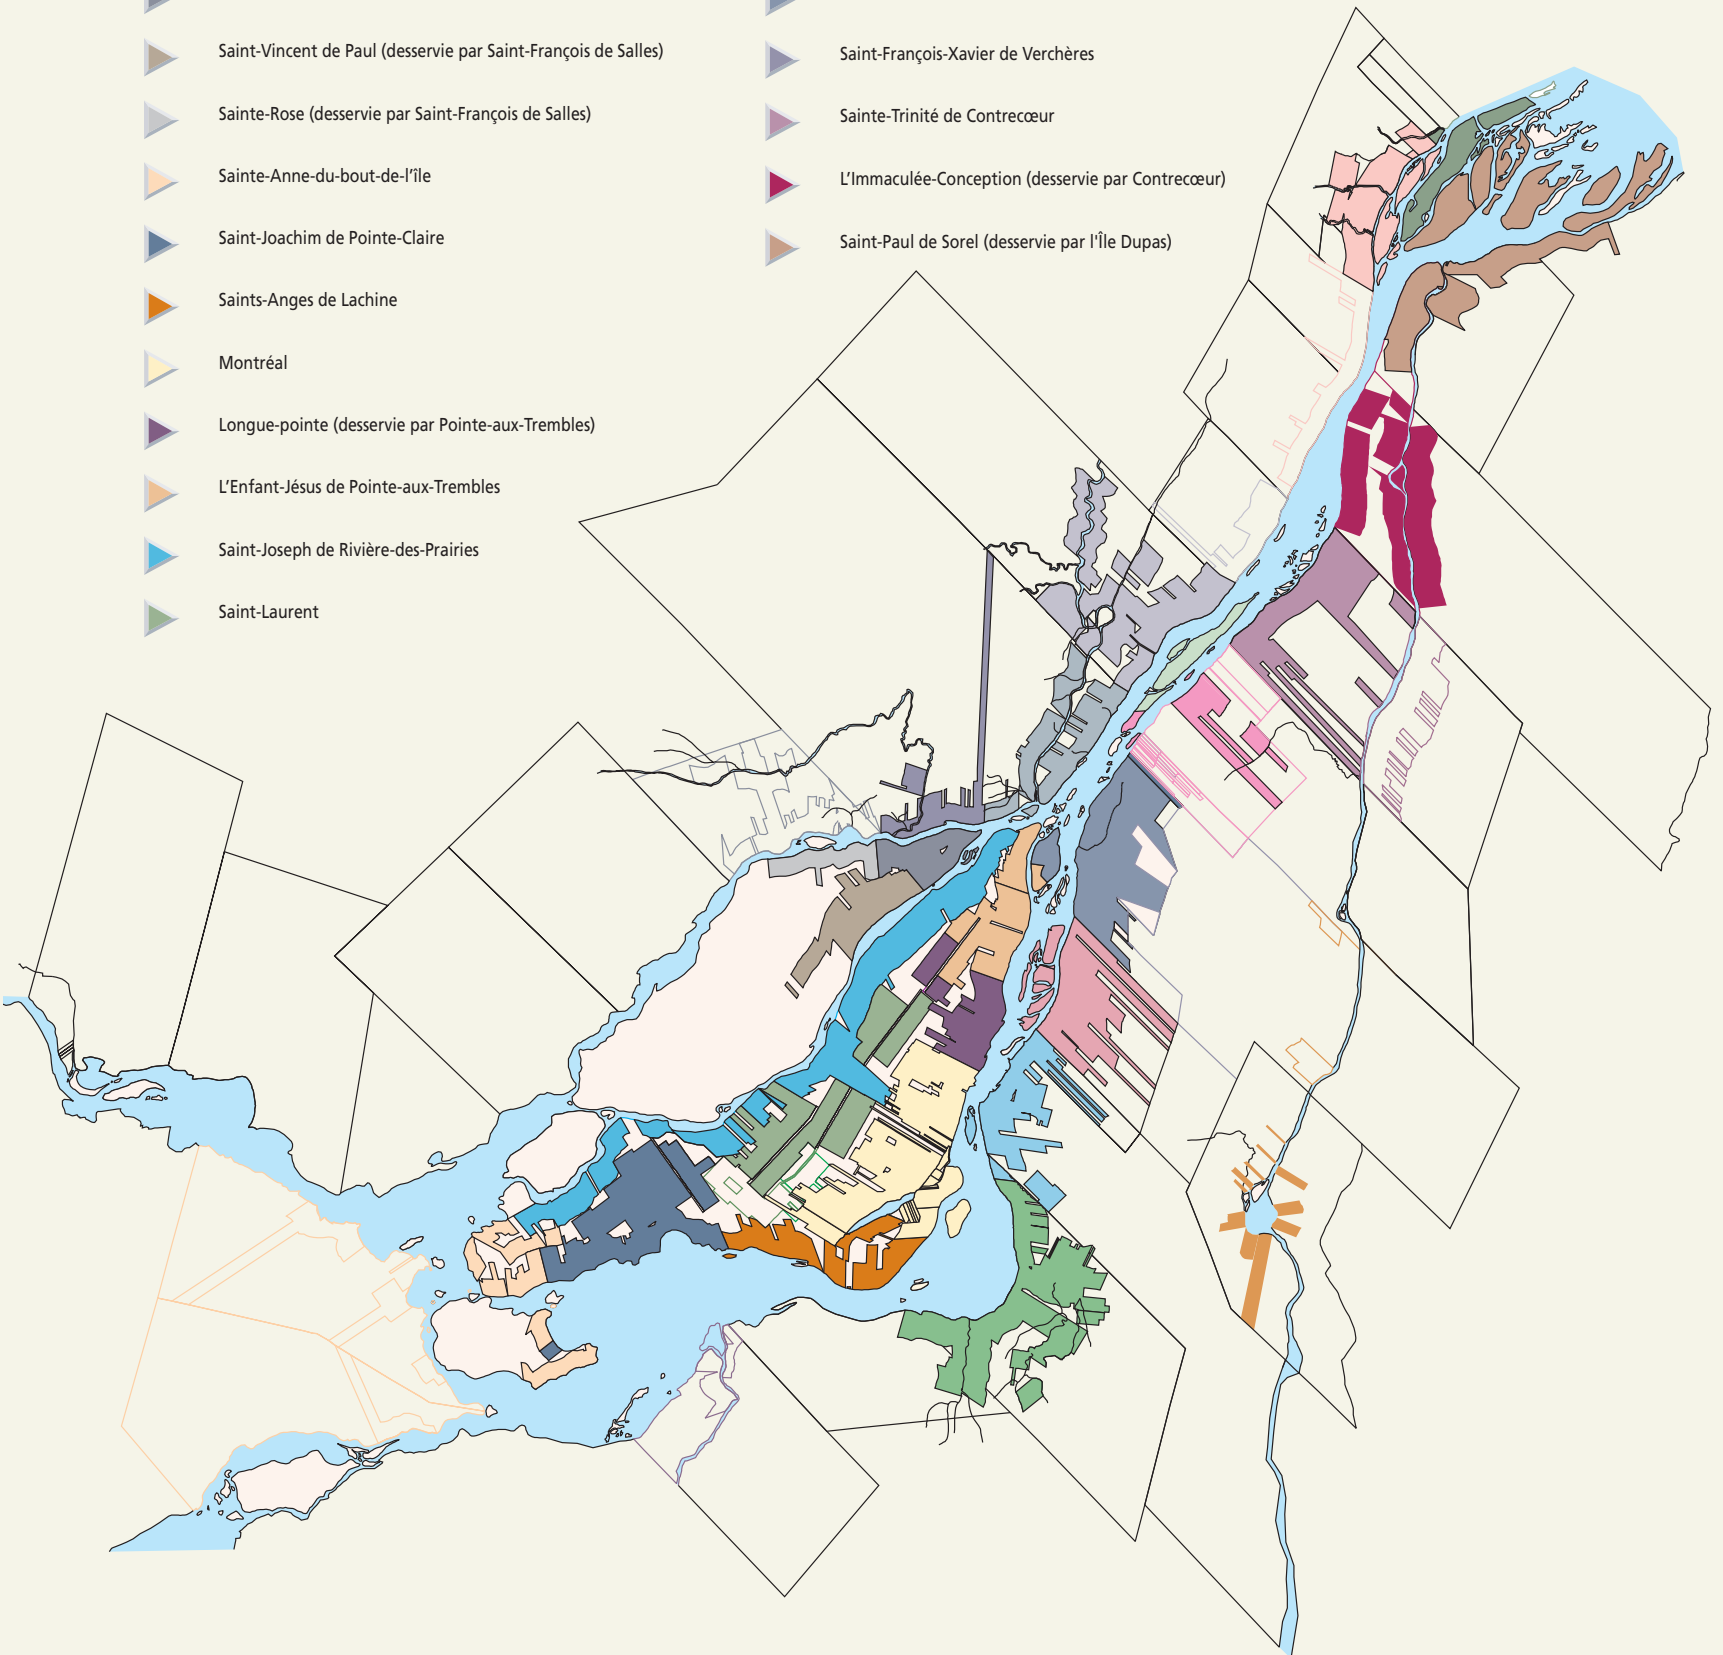 Saint-Vincent de Paul (desservie par Saint-François de Salles)
Sainte-Rose (desservie par Saint-François de Salles)
Sainte-Anne-du-bout-de-l’île
Saint-Joachim de Pointe-Claire
Saints-Anges de Lachine
Montréal
Longue-pointe (desservie par Pointe-aux-Trembles)
L’Enfant-Jésus de Pointe-aux-Trembles
Saint-Joseph de Rivière-des-Prairies
Saint-Laurent
Saint-François-Xavier de Verchères
Sainte-Trinité de Contrecœur
L’Immaculée-Conception (desservie par Contrecœur)
Saint-Paul de Sorel (desservie par l'Île Dupas)